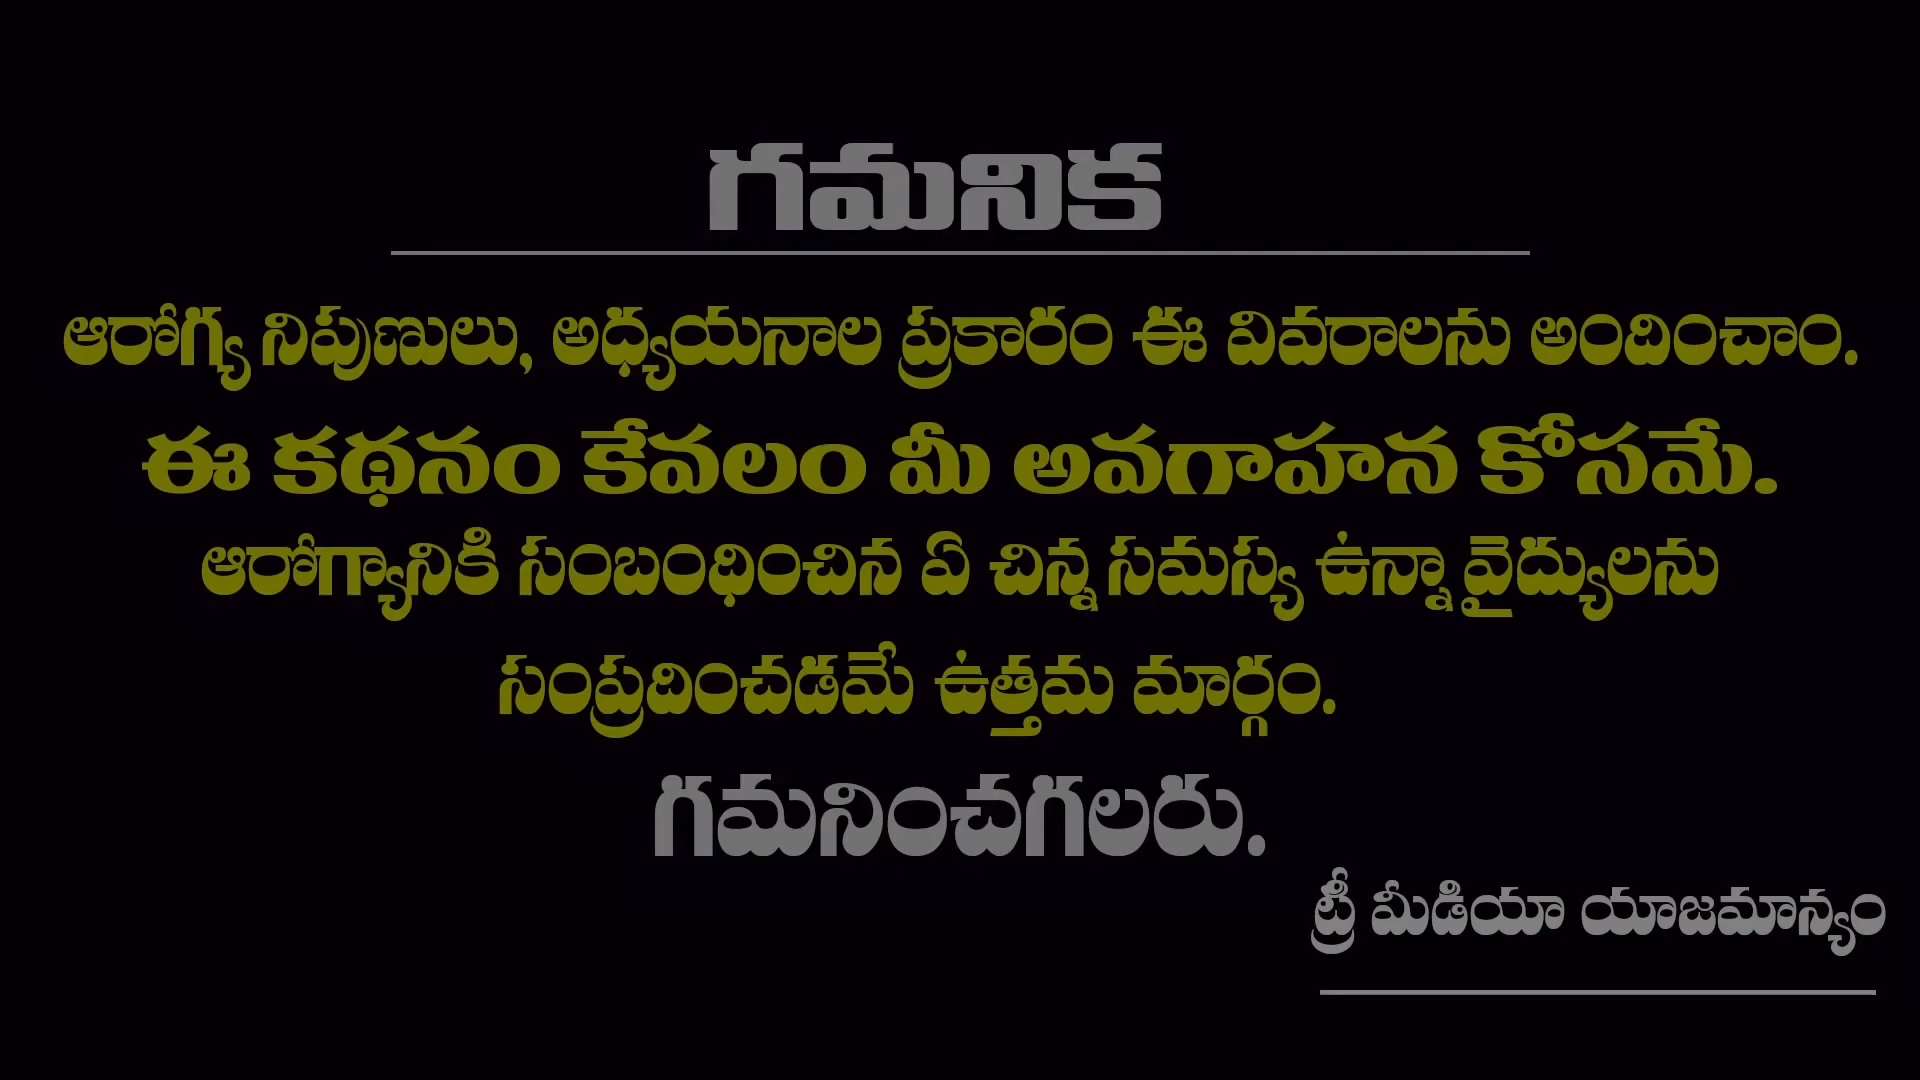 గమనిక
ఆరోగ్య నిపుణులు, అధ్యయనాల ప్రకారం ఈ వివరాలను అందించాం.
ఈ కథనం కేవలం మీ అవగాహన కోసమే.
ఆరోగ్యానికి సంబంధించిన ఏ చిన్న సమస్య ఉన్నా వైద్యులను
సంప్రదించడమే ఉత్తమ మార్గం.
గమనించగలరు.
ట్రీ మీడియా యాజమాన్యం